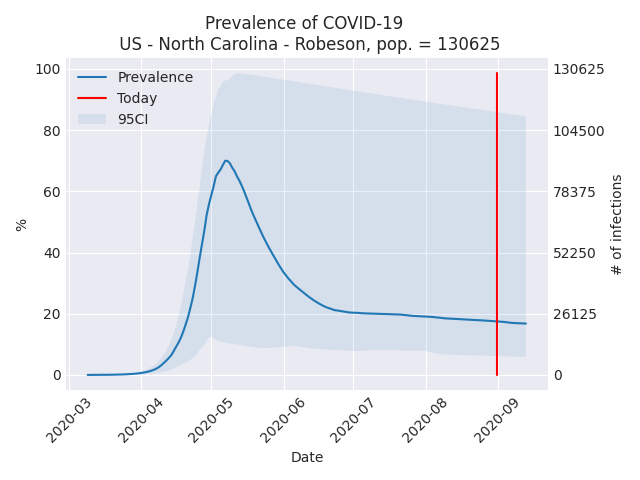 Prevalence of COVID-19
US - North Carolina - Robeson, pop. = 130625
Prevalence
Today
95CI
100
80
60
40
20
0
%
130625
104500
78375
52250
26125
0
# of infections
2020-03
2020-04
2020-05
2020-06
2020-07
2020-08
2020-09
Date